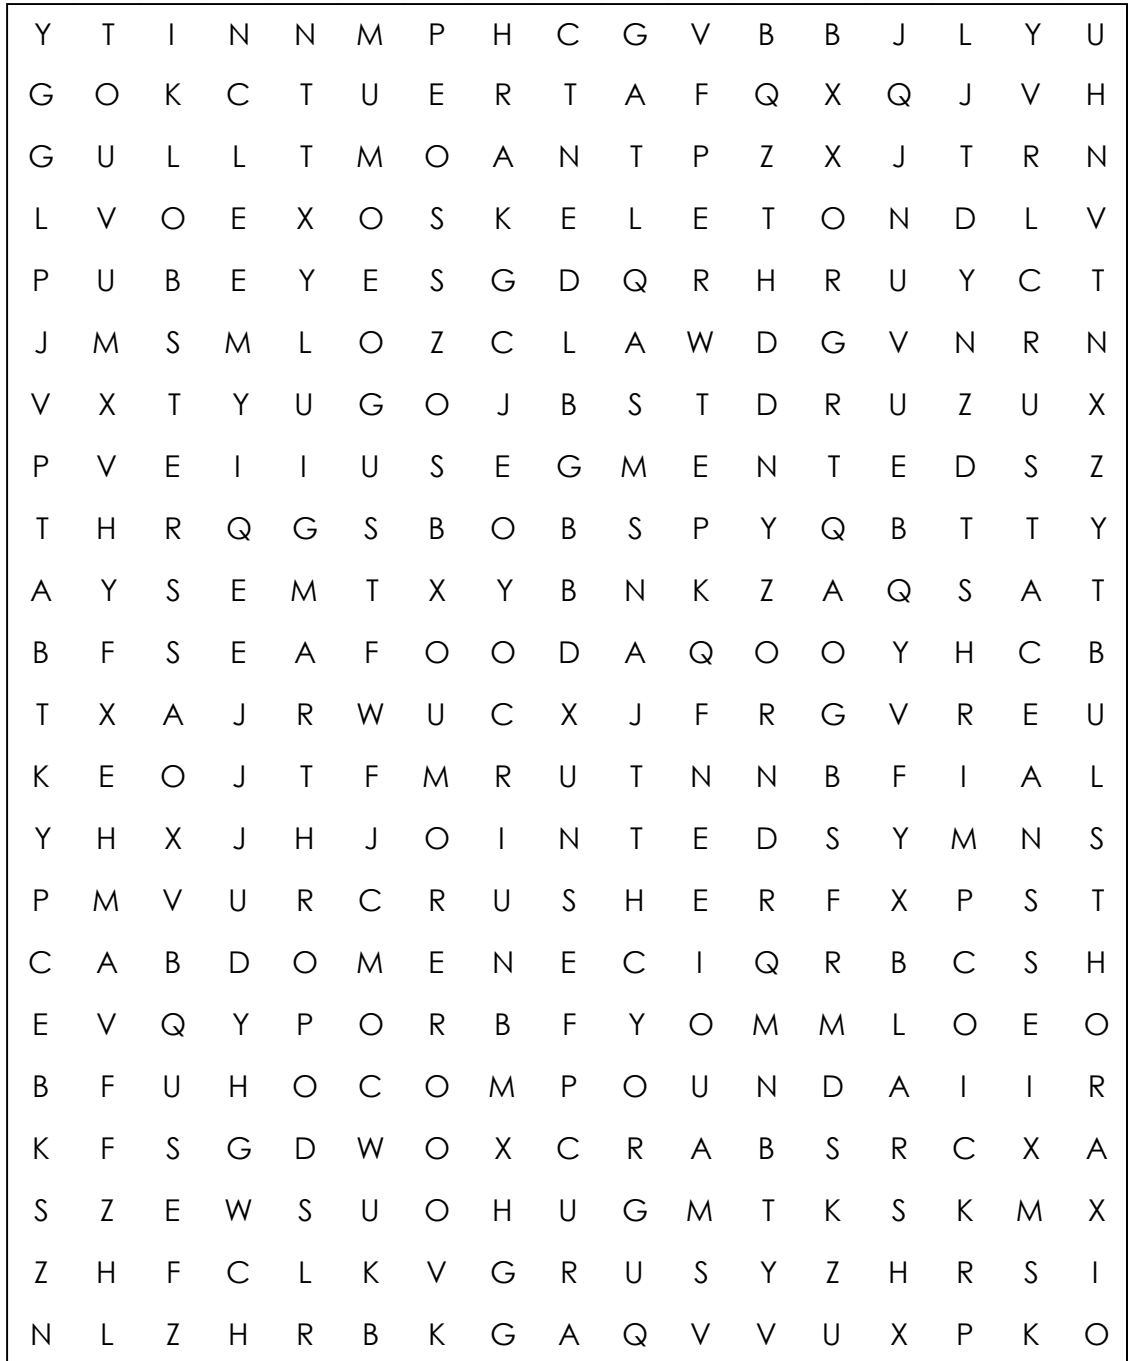 Y T I N N M P H C G V B B J L Y U
G O K C T U E R T A F Q X Q J V H
G U L L T M O A N T P Z X J T R N
L V O E X O S K E L E T O N D L V
P U B E Y E S G D Q R H R U Y C T
J M S M L O Z C L A W D G V N R N
V X T Y U G O J B S T D R U Z U X
P V E I I U S E G M E N T E D S Z
T H R Q G S B O B S P Y Q B T T Y
A Y S E M T X Y B N K Z A Q S A T
B F S E A F O O D A Q O O Y H C B
T X A J R W U C X J F R G V R E U
K E O J T F M R U T N N B F I A L
Y H X J H J O I N T E D S Y M N S
P M V U R C R U S H E R F X P S T
C A B D O M E N E C I Q R B C S H
E V Q Y P O R B F Y O M M L O E O
B F U H O C O M P O U N D A I I R
K F S G D W O X C R A B S R C X A
S Z E W S U O H U G M T K S K M X
Z H F C L K V G R U S Y Z H R S I
N L Z H R B K G A Q V V U X P K O